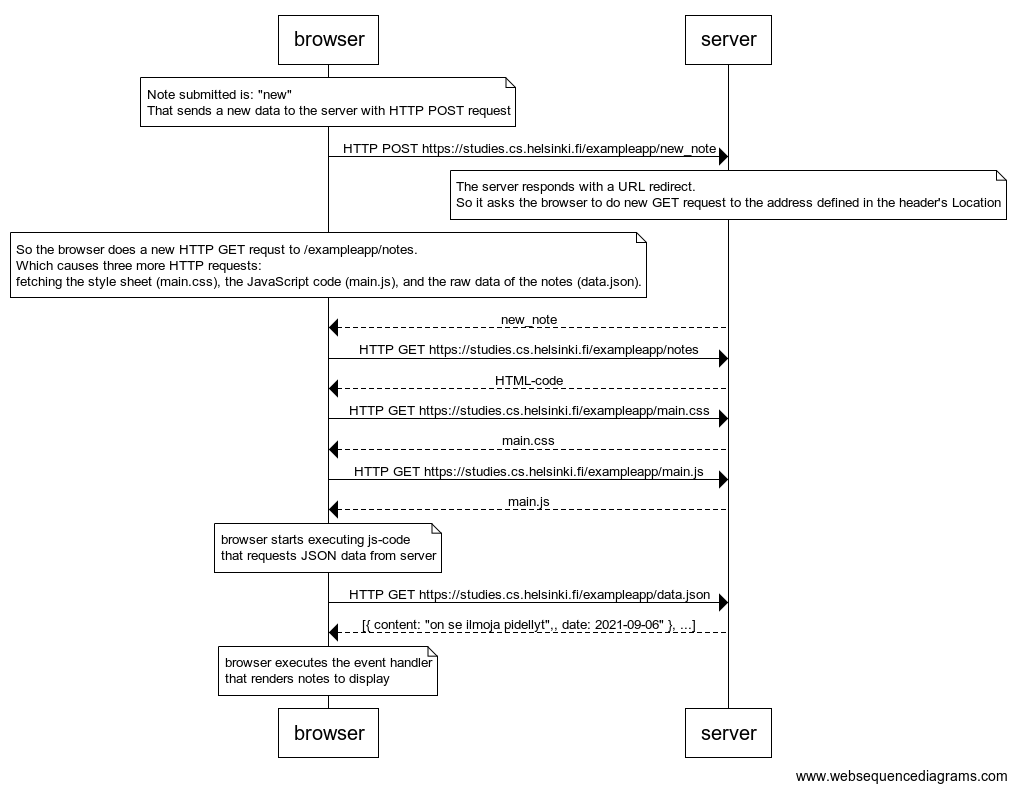 browser
server
Note submitted is: "new"
That sends a new data to the server with HTTP POST request
HTTP POST https://studies.cs.helsinki.fi/exampleapp/new_note
The server responds with a URL redirect.
So it asks the browser to do new GET request to the address defined in the header's Location
So the browser does a new HTTP GET requst to /exampleapp/notes.
Which causes three more HTTP requests:
fetching the style sheet (main.css), the JavaScript code (main.js), and the raw data of the notes (data.json).
new_note
HTTP GET https://studies.cs.helsinki.fi/exampleapp/notes
HTML-code
HTTP GET https://studies.cs.helsinki.fi/exampleapp/main.css
main.css
HTTP GET https://studies.cs.helsinki.fi/exampleapp/main.js
main.js
browser starts executing js-code
that requests JSON data from server
HTTP GET https://studies.cs.helsinki.fi/exampleapp/data.json
[{ content: "on se ilmoja pidellyt",, date: 2021-09-06" }, ...]
browser executes the event handler
that renders notes to display
browser
server
www.websequencediagrams.com